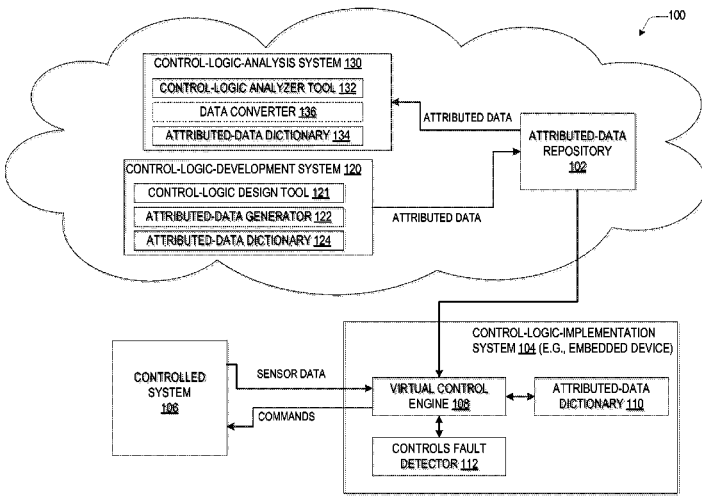 100
CONTROL-LOGIC-ANALYSIS SYSTEM 130
CONTROL-LOGIC ANALYZER TOOL 132
DATA CONVERTER 136
ATTRIBUTED-DATA DICTIONARY 134
ATTRIBUTED DATA
ATTRIBUTED-DATA
REPOSITORY
102
CONTROL-LOGIC-DEVELOPMENT SYSTEM 120
CONTROL-LOGIC DESIGN TOOL 121
ATTRIBUTED-DATA GENERATOR 122
ATTRIBUTED-DATA DICTIONARY 124
ATTRIBUTED DATA
CONTROL-LOGIC-IMPLEMENTATION
SYSTEM 104 (E.G., EMBEDDED DEVICE)
CONTROLLED
SYSTEM
106
SENSOR DATA
COMMANDS
VIRTUAL CONTROL
ENGINE 108
ATTRIBUTED-DATA
DICTIONARY 110
CONTROLS FAULT
DETECTOR 112